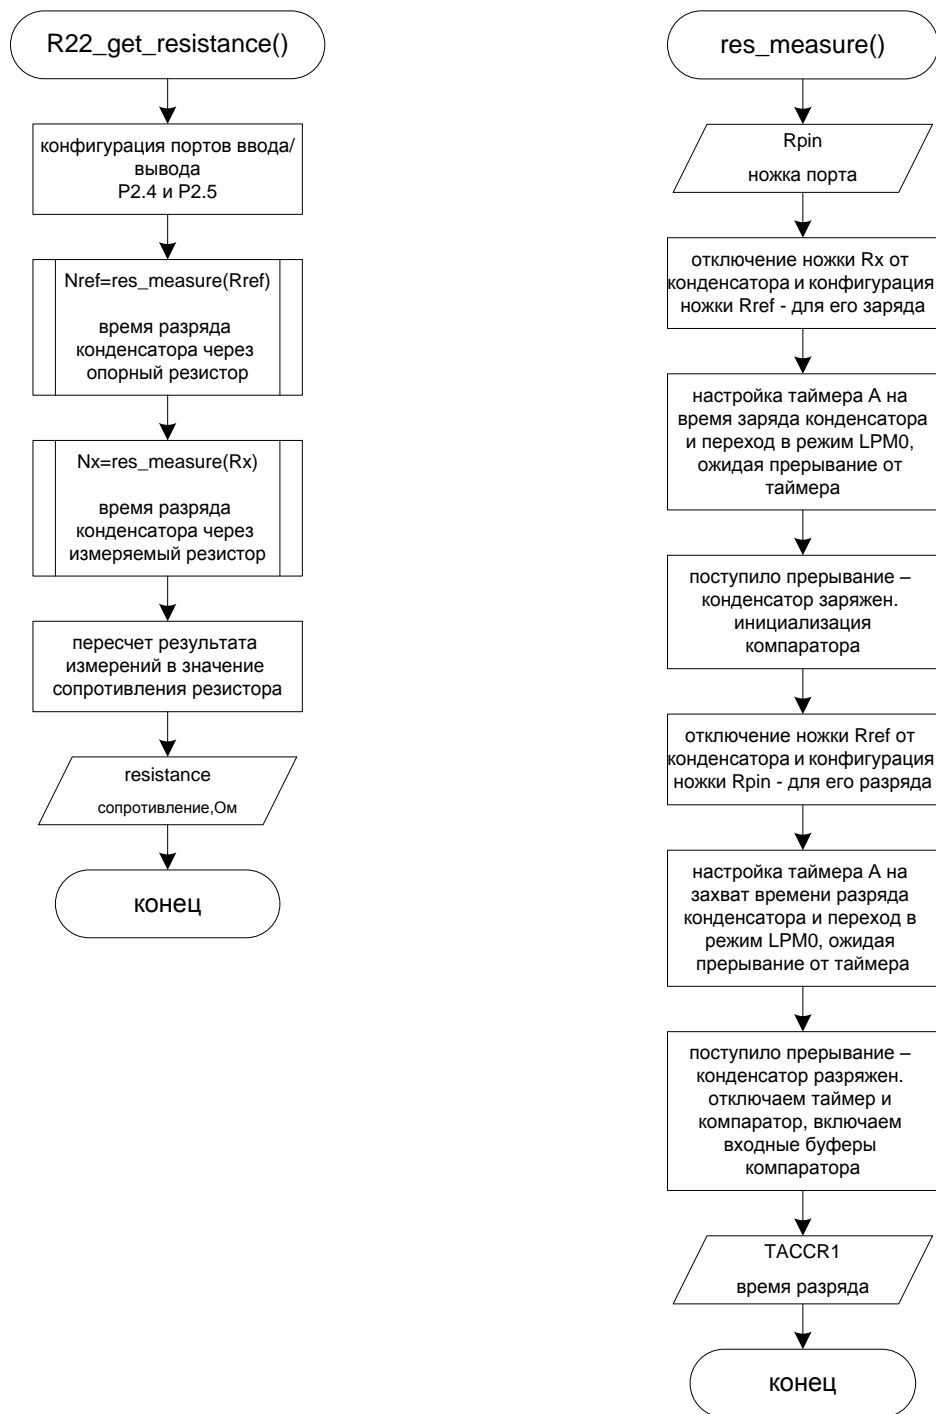 R22_get_resistance()
конфигурация портов ввода/
вывода
P2.4 и P2.5
Nref=res_measure(Rref)
время разряда
конденсатора через
опорный резистор
Nx=res_measure(Rx)
время разряда
конденсатора через
измеряемый резистор
пересчет результата
измерений в значение
сопротивления резистора
resistance
сопротивление,Ом
конец
res_measure()
Rpin
ножка порта
отключение ножки Rx от
конденсатора и конфигурация
ножки Rref - для его заряда
настройка таймера А на
время заряда конденсатора
и переход в режим LPM0,
ожидая прерывание от
таймера
поступило прерывание –
конденсатор заряжен.
инициализация
компаратора
отключение ножки Rref от
конденсатора и конфигурация
ножки Rpin - для его разряда
настройка таймера А на
захват времени разряда
конденсатора и переход в
режим LPM0, ожидая
прерывание от таймера
поступило прерывание –
конденсатор разряжен.
отключаем таймер и
компаратор, включаем
входные буферы
компаратора
TACCR1
время разряда
конец